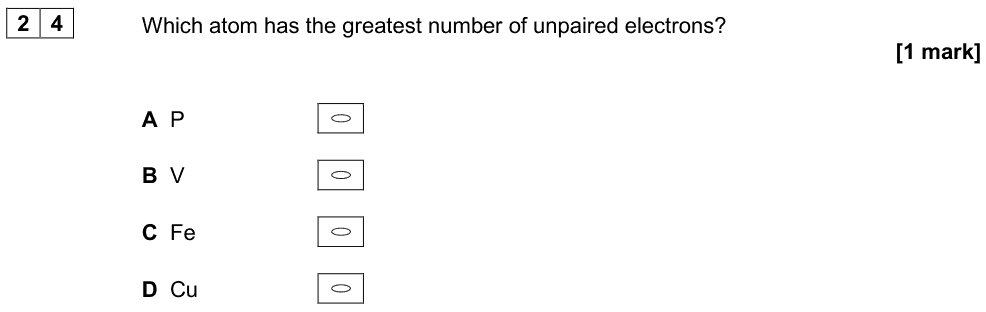 2 4 Which atom has the greatest number of unpaired electrons?
[1 mark]
A P
B V
C Fe
D Cu